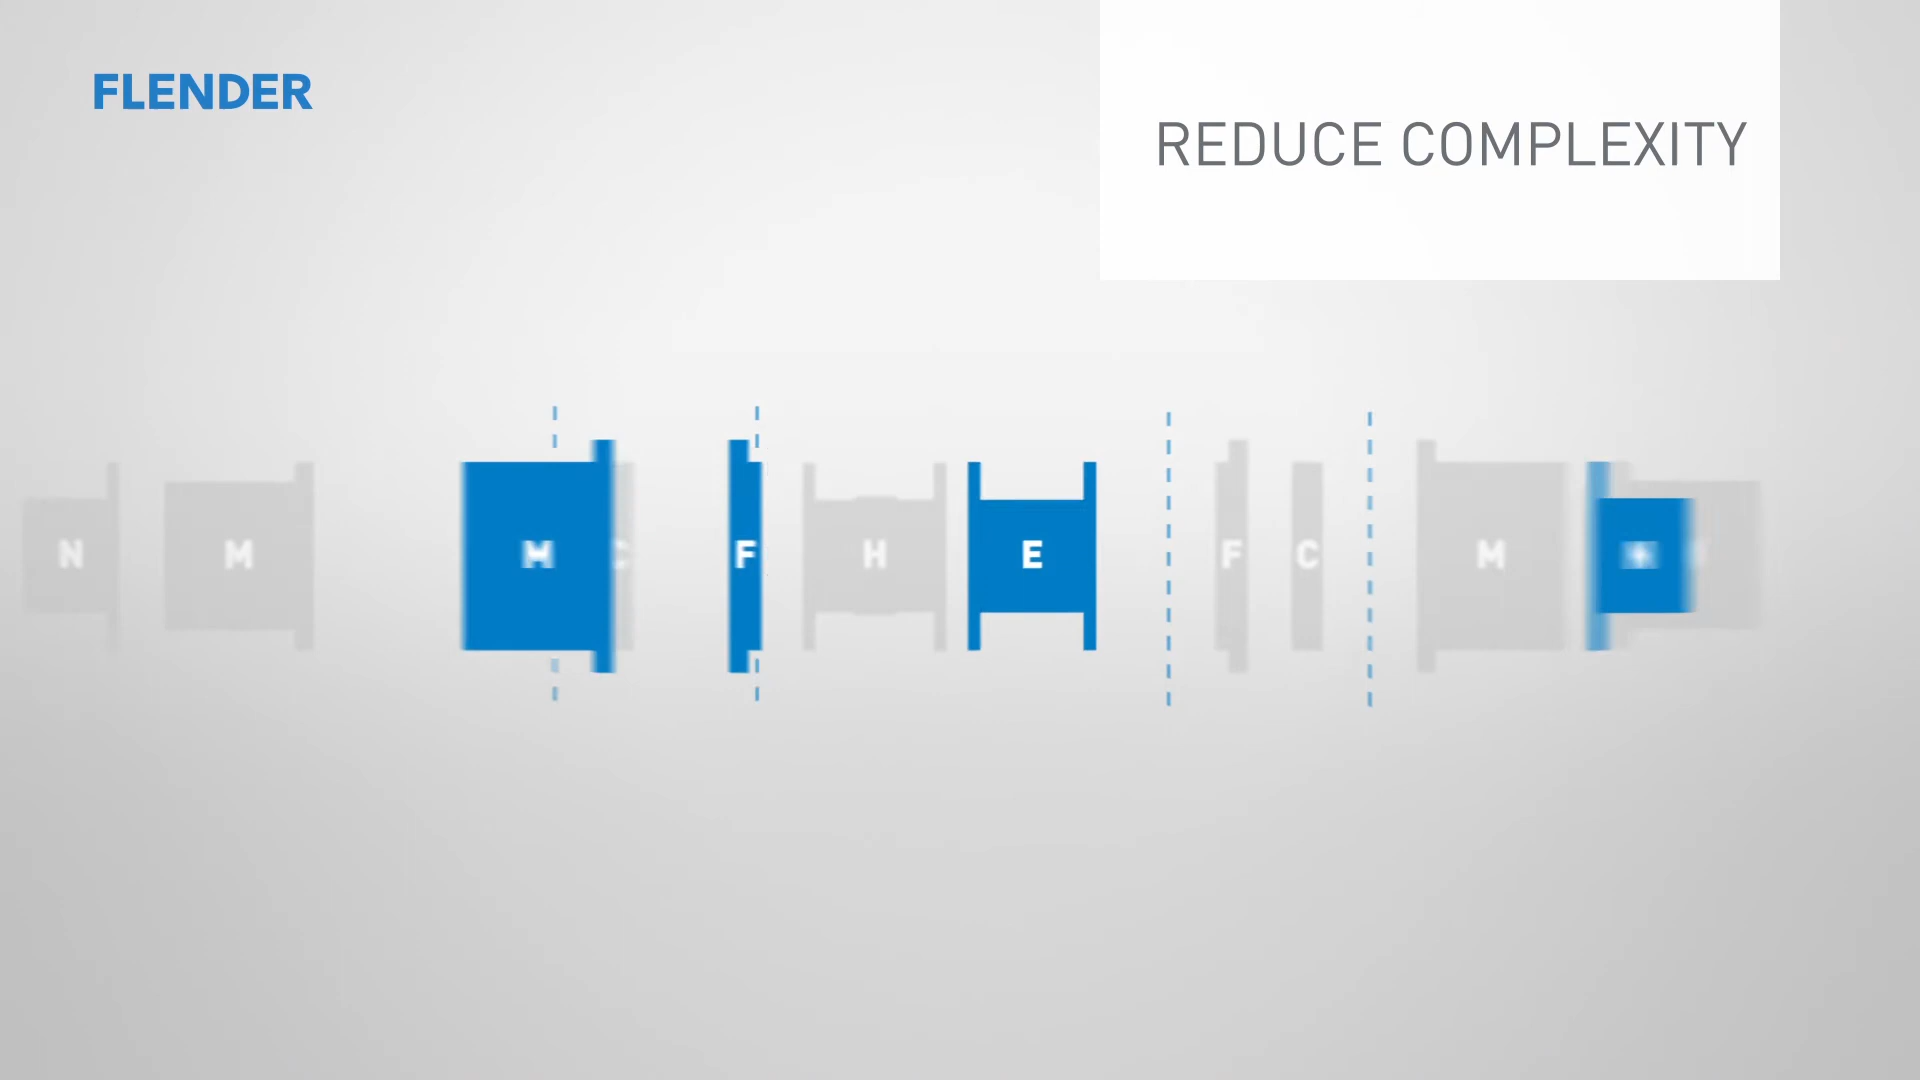 FLENDER
REDUCE COMPLEXITY
N M M C F H E F C M